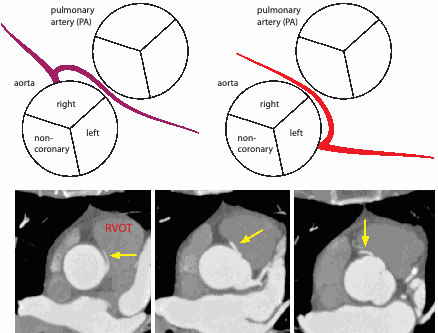 pulmonary
artery (PA)
aorta
right
non-
coronary
left
pulmonary
artery (PA)
aorta
right
non-
coronary
left
RVOT